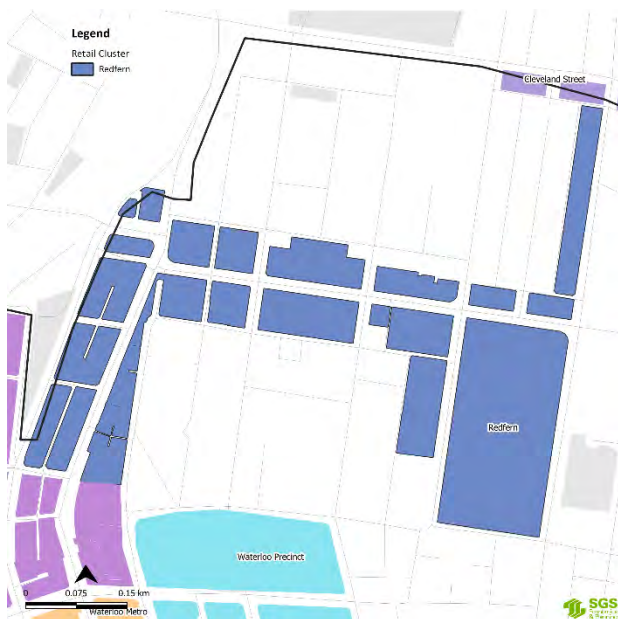 Legend
Retail Cluster
Redfern
Cleveland Street
Redfern
Waterloo Precinct
0 0.075 0.15 km
Waterloo Metro
SGS